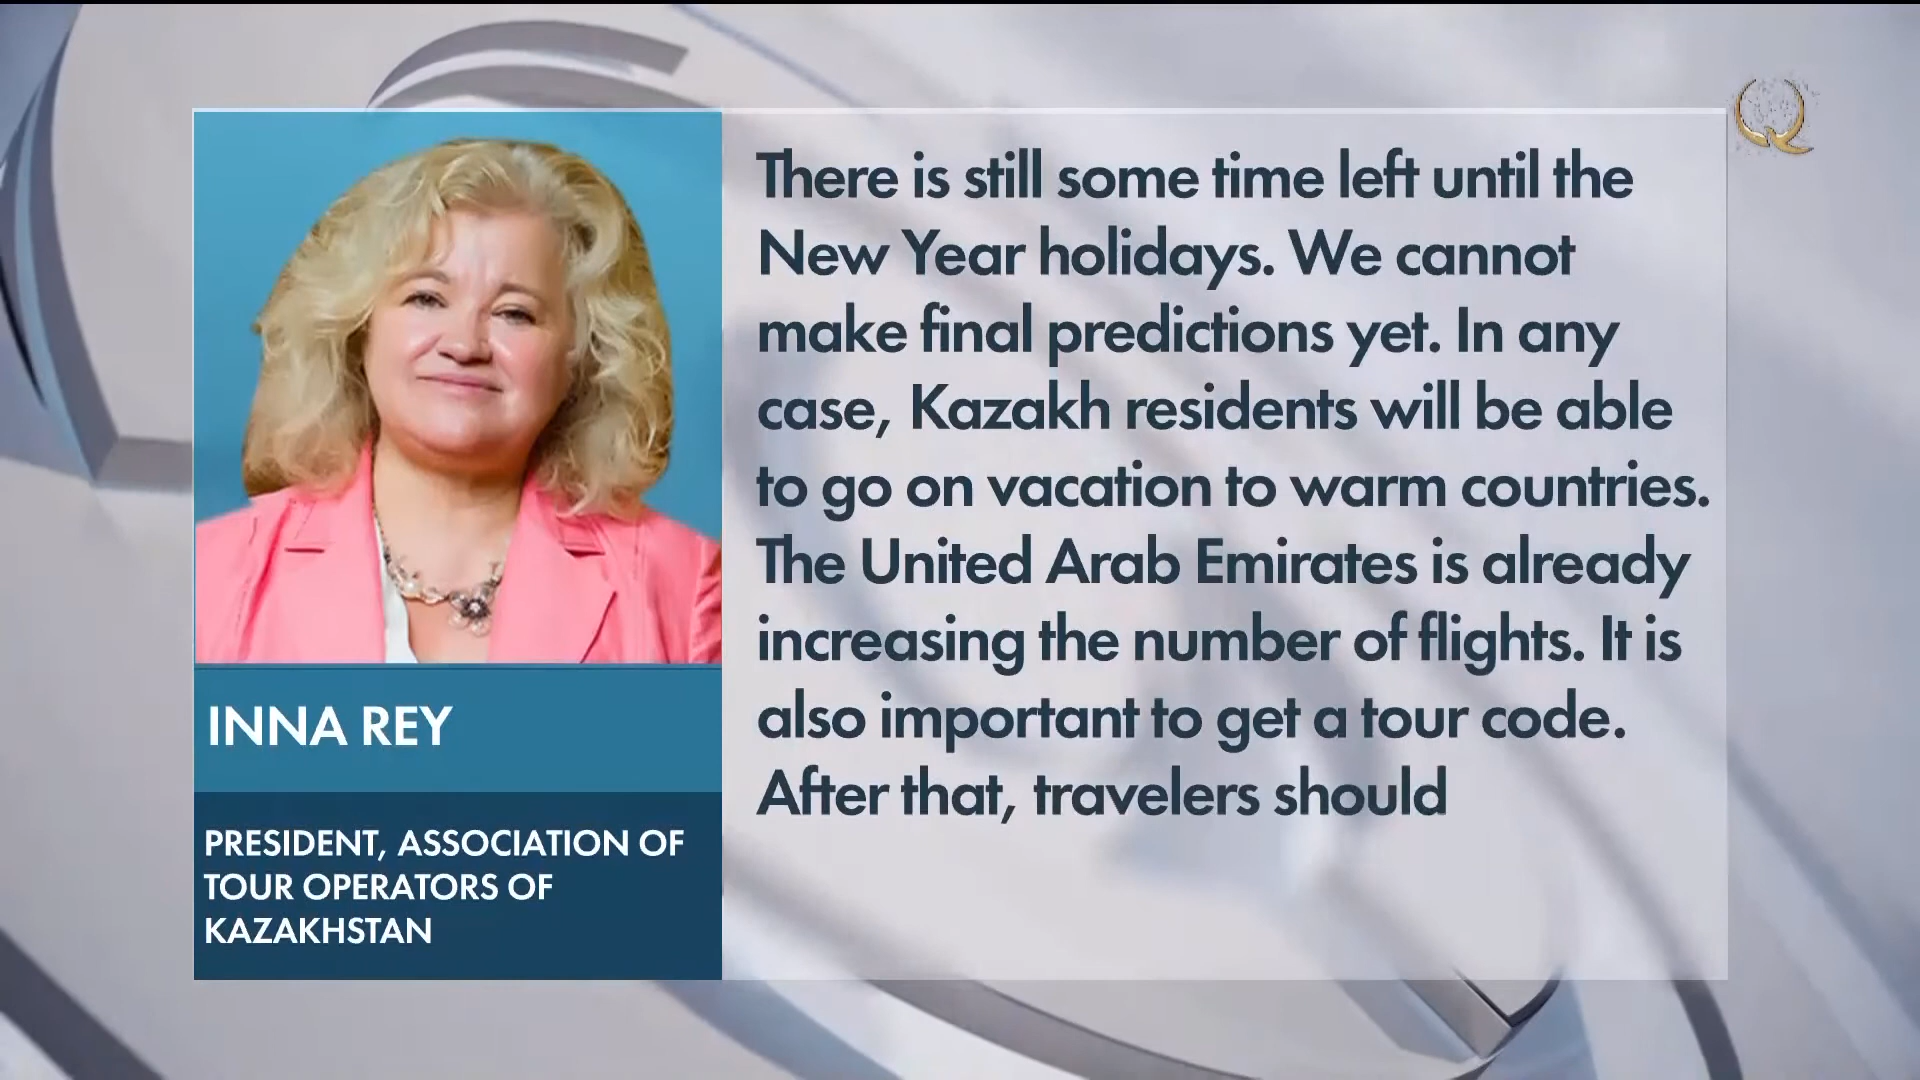 There is still some time left until the
New Year holidays. We cannot
make final predictions yet. In any
case, Kazakh residents will be able
to go on vacation to warm countries.
The United Arab Emirates is already
increasing the number of flights. It is
also important to get a tour code.
After that, travelers should
INNA REY
PRESIDENT, ASSOCIATION OF
TOUR OPERATORS OF
KAZAKHSTAN